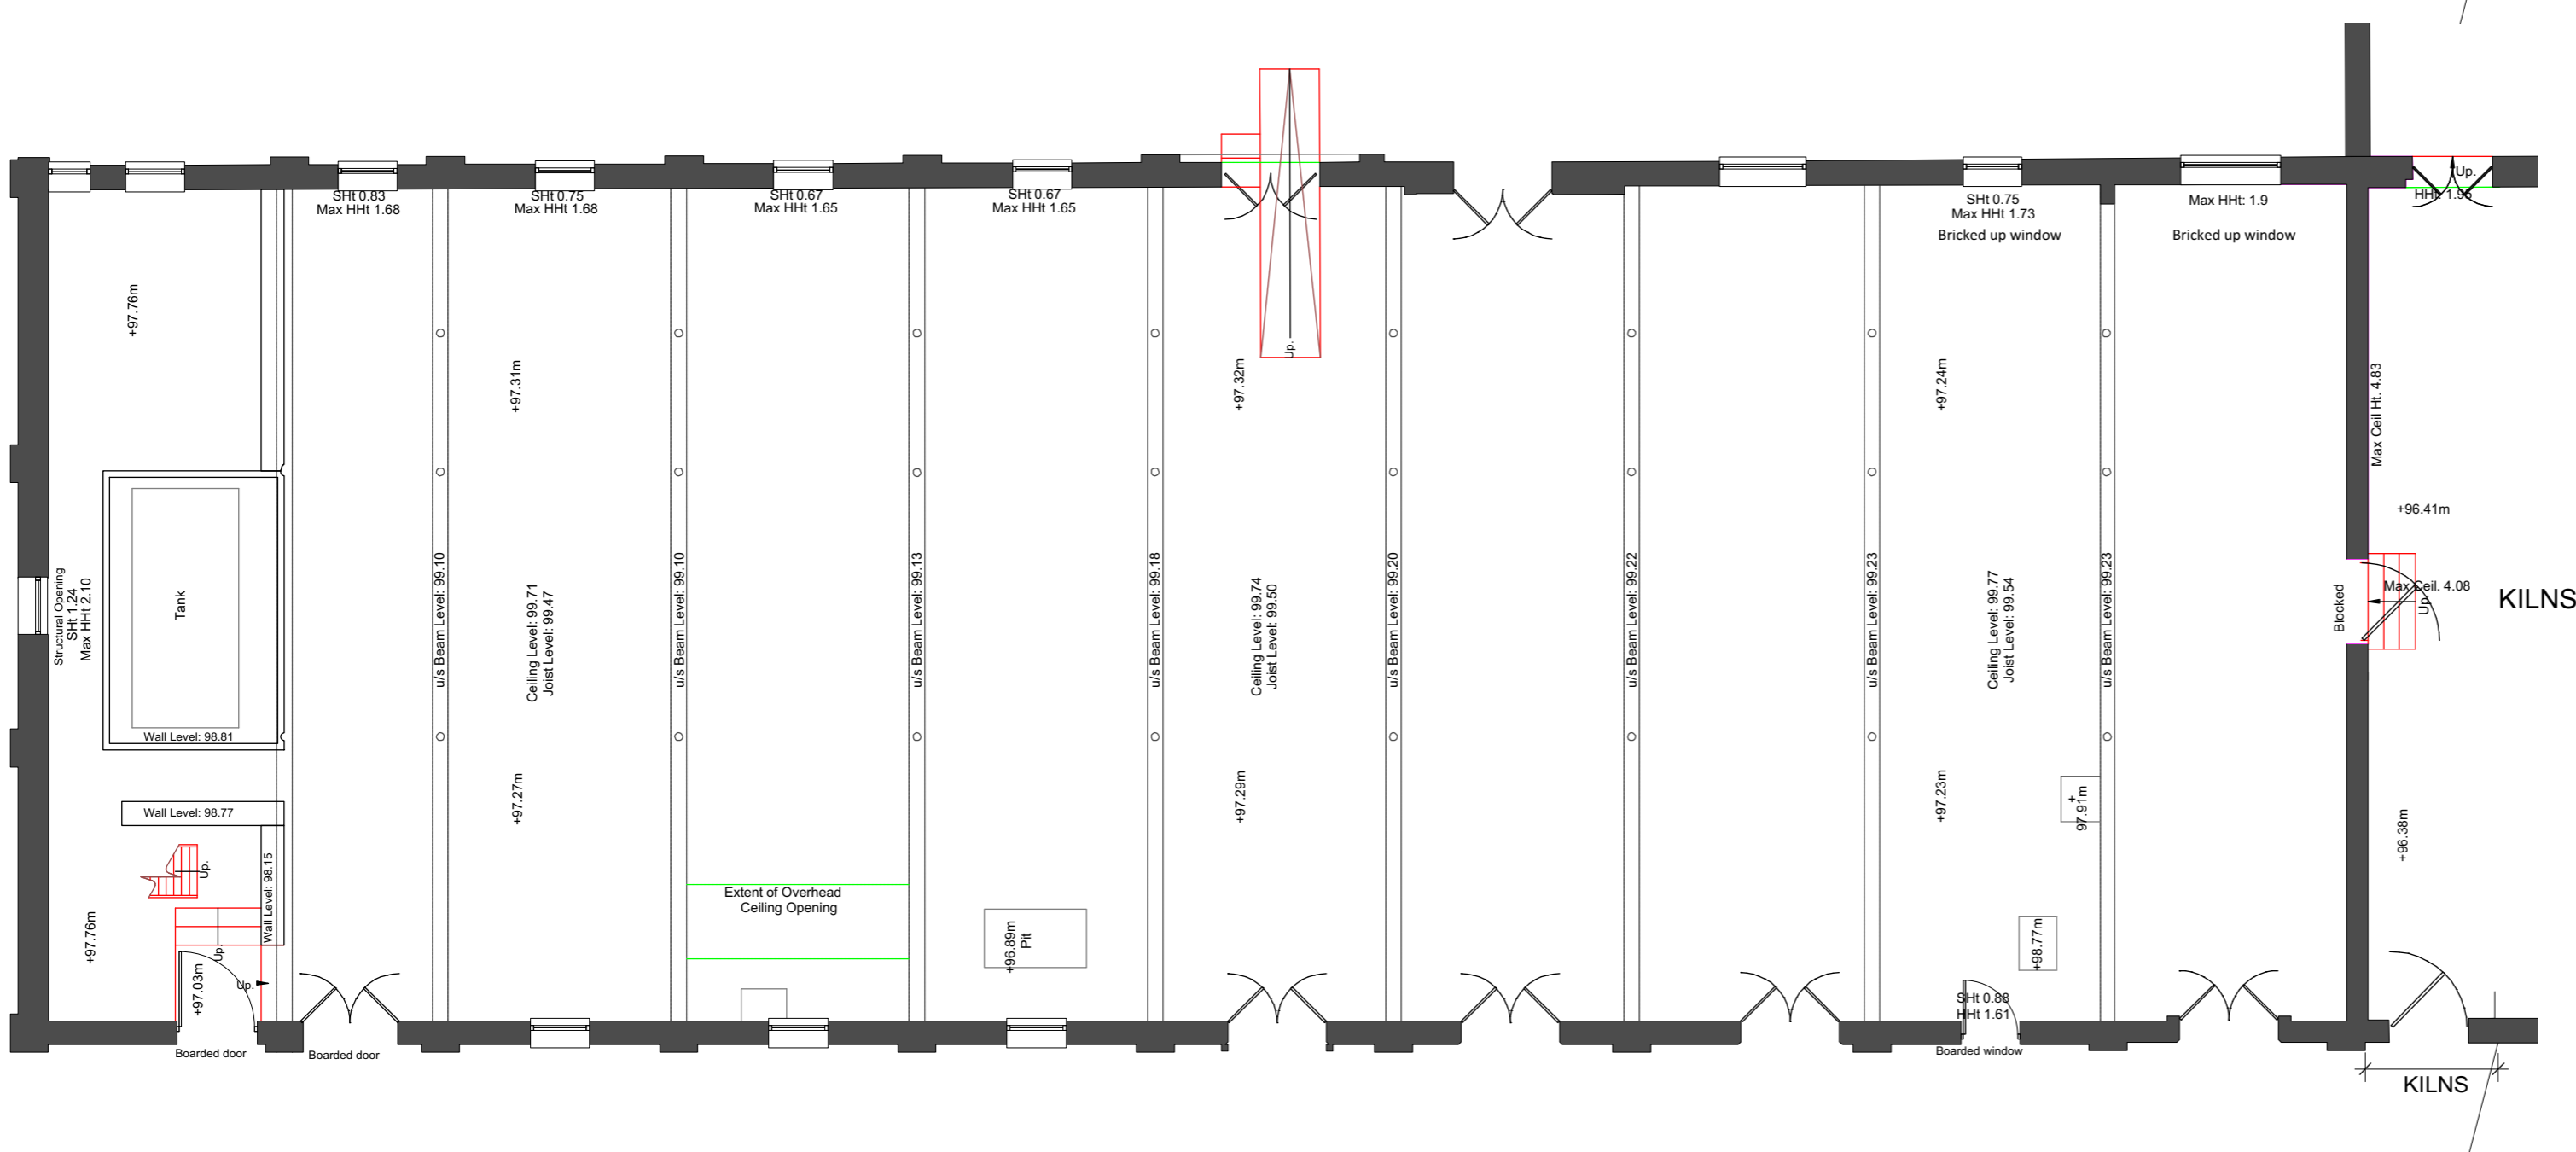 Up.
SHt 0.83
Max HHt 1.68
SHt 0.75
Max HHt 1.68
SHt 0.67
Max HHt 1.65
SHt 0.67
Max HHt 1.65
SHt 0.75
Max HHt 1.73
Bricked up window
Max HHt: 1.9
Bricked up window
HHt 1.95
+97.76m
+97.31m
+97.32m
Up.
+97.24m
Max Ceil Ht. 4.83
+96.41m
Structural Opening
SHt 1.24
Max HHt 2.10
Tank
Wall Level: 98.81
u/s Beam Level: 99.10
Ceiling Level: 99.71
Joist Level: 99.47
u/s Beam Level: 99.10
u/s Beam Level: 99.13
u/s Beam Level: 99.18
Ceiling Level: 99.74
Joist Level: 99.50
u/s Beam Level: 99.20
u/s Beam Level: 99.22
u/s Beam Level: 99.23
Ceiling Level: 99.77
Joist Level: 99.54
u/s Beam Level: 99.23
Blocked
Max Ceil. 4.08
Up.
KILNS
Wall Level: 98.77
+97.27m
+97.29m
+97.23m
+
97.91m
+96.38m
Up.
Wall Level: 98.15
Extent of Overhead
Ceiling Opening
+97.76m
Up.
+97.03m
Up.
+96.89m
Pit
+98.77m
SHt 0.88
HHt 1.61
Boarded door
Boarded door
Boarded window
KILNS